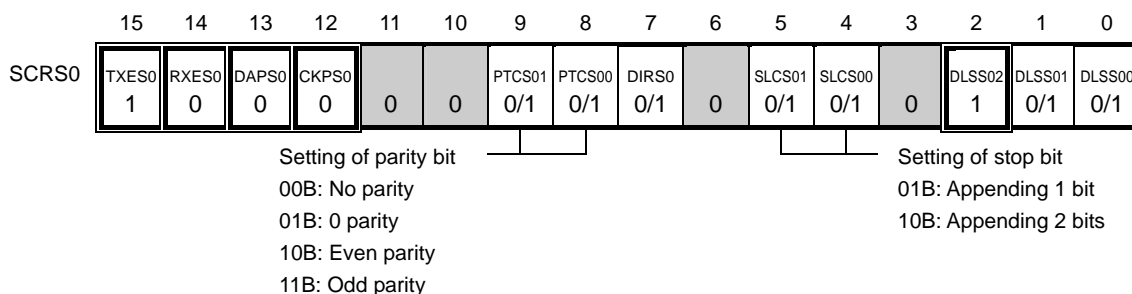 15 14 13 12 11 10 9 8 7 6 5 4 3 2 1 0
SCRS0 TXES0 RXES0 DAPS0 CKPS0 PTCS01 PTCS00 DIRS0 SLCS01 SLCS00 DLSS02 DLSS01 DLSS00
1 0 0 0 0 0 0/1 0/1 0/1 0 0/1 0/1 0 1 0/1 0/1
Setting of parity bit
00B: No parity
01B: 0 parity
10B: Even parity
11B: Odd parity
Setting of stop bit
01B: Appending 1 bit
10B: Appending 2 bits